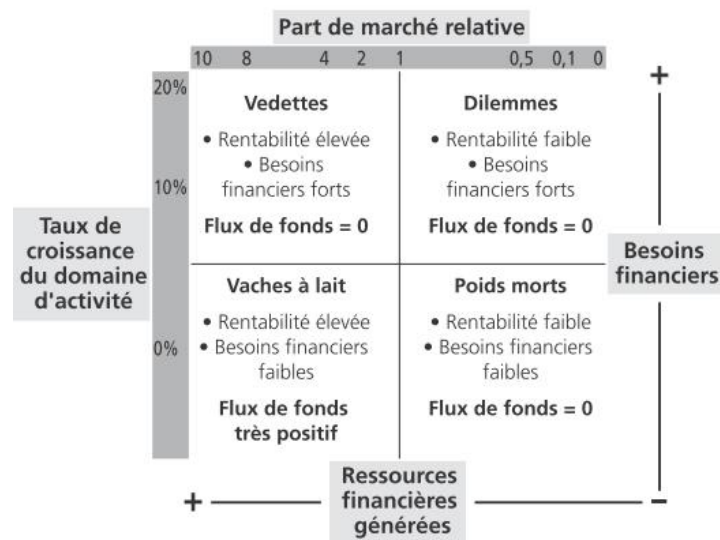 Part de marché relative
10 8 4 2 1 0,5 0,1 0
20%
10%
0%
Taux de
croissance
du domaine
d'activité
Vedettes
• Rentabilité élevée
• Besoins
financiers forts
Flux de fonds = 0
Dilemmes
• Rentabilité faible
• Besoins
financiers forts
Flux de fonds = 0
Vaches à lait
• Rentabilité élevée
• Besoins financiers
faibles
Flux de fonds
très positif
Poids morts
• Rentabilité faible
• Besoins financiers
faibles
Flux de fonds = 0
+
Besoins
financiers
+
Ressources
financières
générées
–